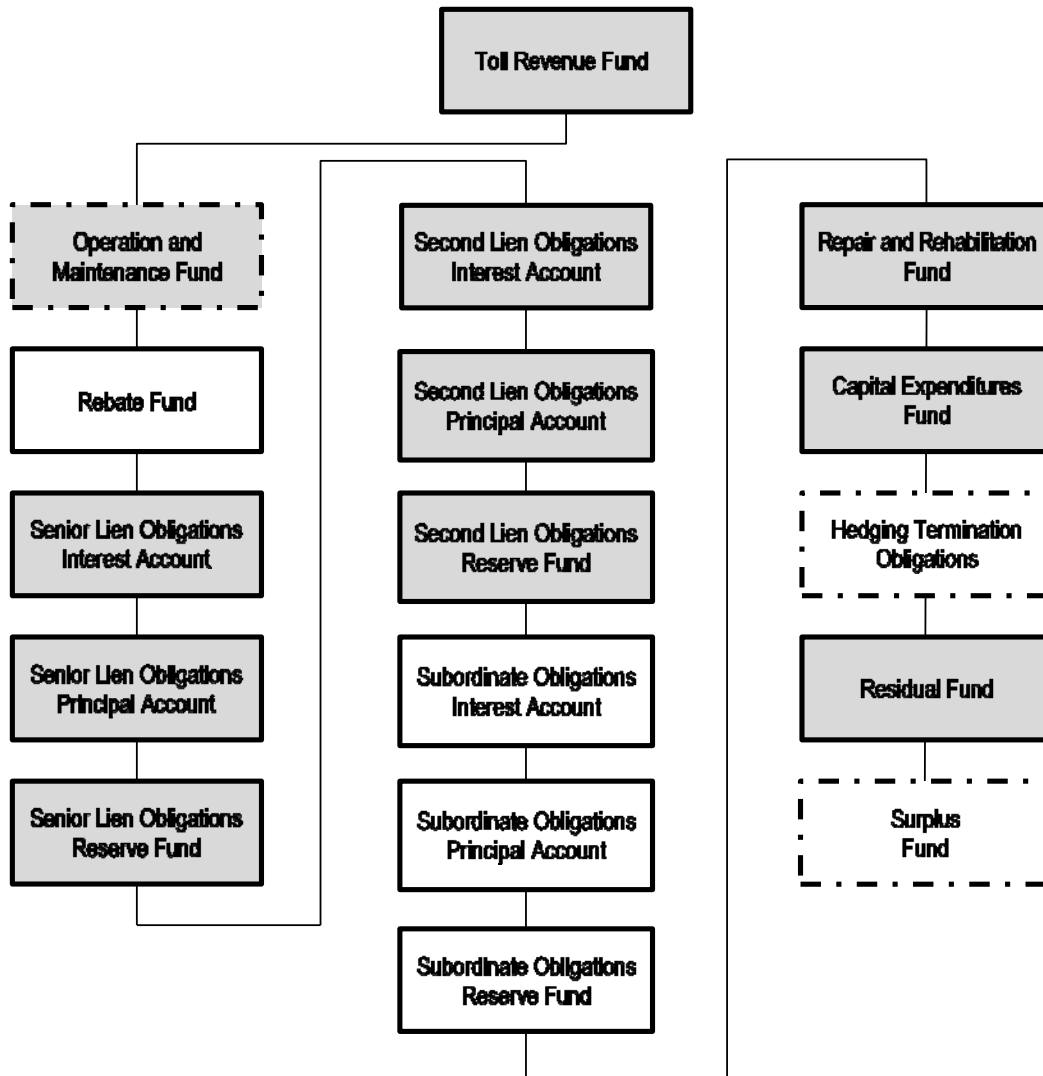 Toll Revenue Fund
Operation and
Maintenance Fund
Rebate Fund
Senior Lien Obligations
Interest Account
Senior Lien Obligations
Principal Account
Senior Lien Obligations
Reserve Fund
Second Lien Obligations
Interest Account
Second Lien Obligations
Principal Account
Second Lien Obligations
Reserve Fund
Subordinate Obligations
Interest Account
Subordinate Obligations
Principal Account
Subordinate Obligations
Reserve Fund
Repair and Rehabilitation
Fund
Capital Expenditures
Fund
Hedging Termination
Obligations
Residual Fund
Surplus
Fund